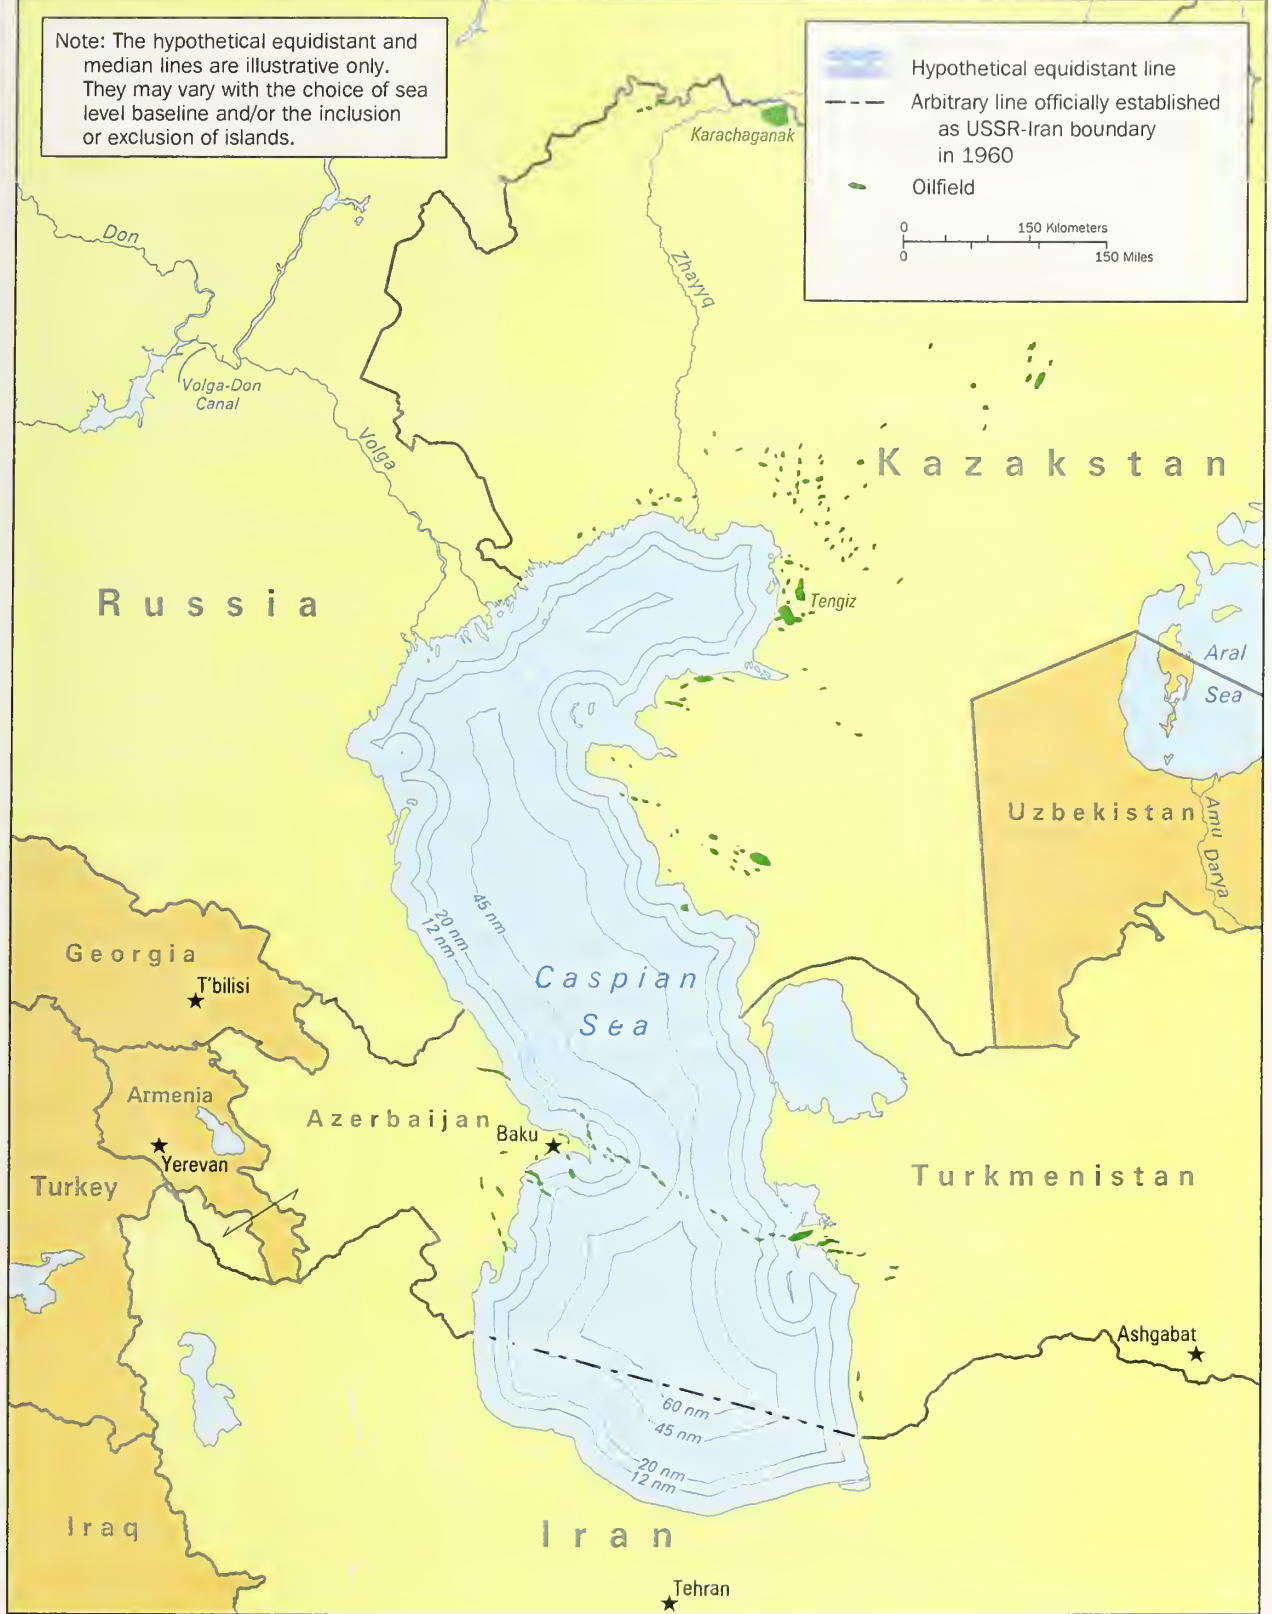 Note: The hypothetical equidistant and
median lines are illustrative only.
They may vary with the choice of sea
level baseline and/or the inclusion
or exclusion of islands.
Hypothetical equidistant line
Arbitrary line officially established
as USSR-Iran boundary
in 1960
Oilfield
0 150 Kilometers
0 150 Miles
Karachaganak
Don
Zhayyq
Volga-Don
Canal
Volga
Kazakstan
Russia
Tengiz
Aral
Sea
Uzbekistan
Amu Darya
45 nm
20 nm
12 nm
Georgia
T'bilisi
Caspian
Sea
Armenia
Azerbaijan
Baku
Yerevan
Turkey
Turkmenistan
Ashgabat
60 nm
45 nm
20 nm
12 nm
Iraq
Iran
Tehran